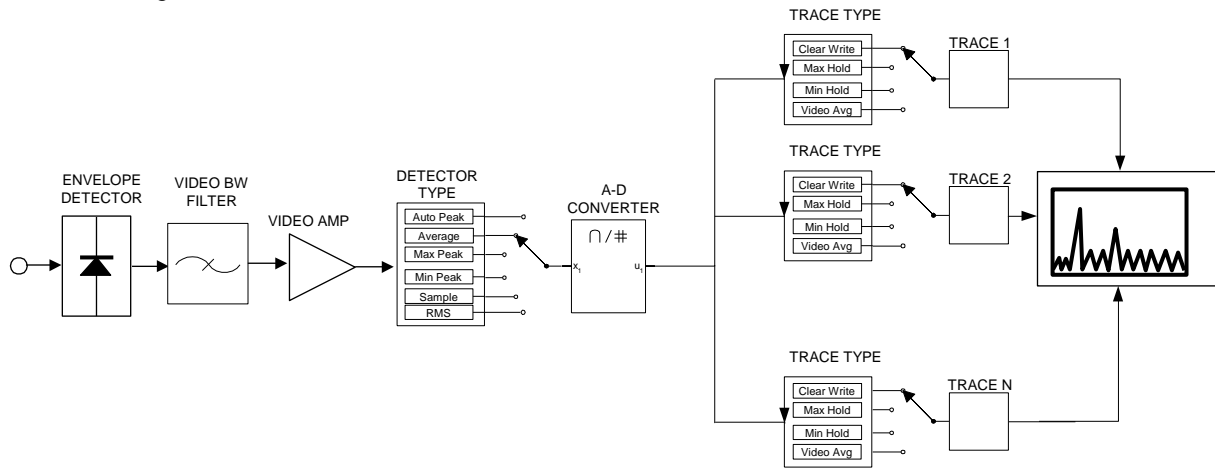 TRACE TYPE
Clear Write
Max Hold
Min Hold
Video Avg
TRACE 1
ENVELOPE
DETECTOR
VIDEO BW
FILTER
VIDEO AMP
DETECTOR
TYPE
Auto Peak
Average
Max Peak
Min Peak
Sample
RMS
A-D
CONVERTER
∩ / #
x1
u1
TRACE TYPE
Clear Write
Max Hold
Min Hold
Video Avg
TRACE 2
TRACE TYPE
Clear Write
Max Hold
Min Hold
Video Avg
TRACE N